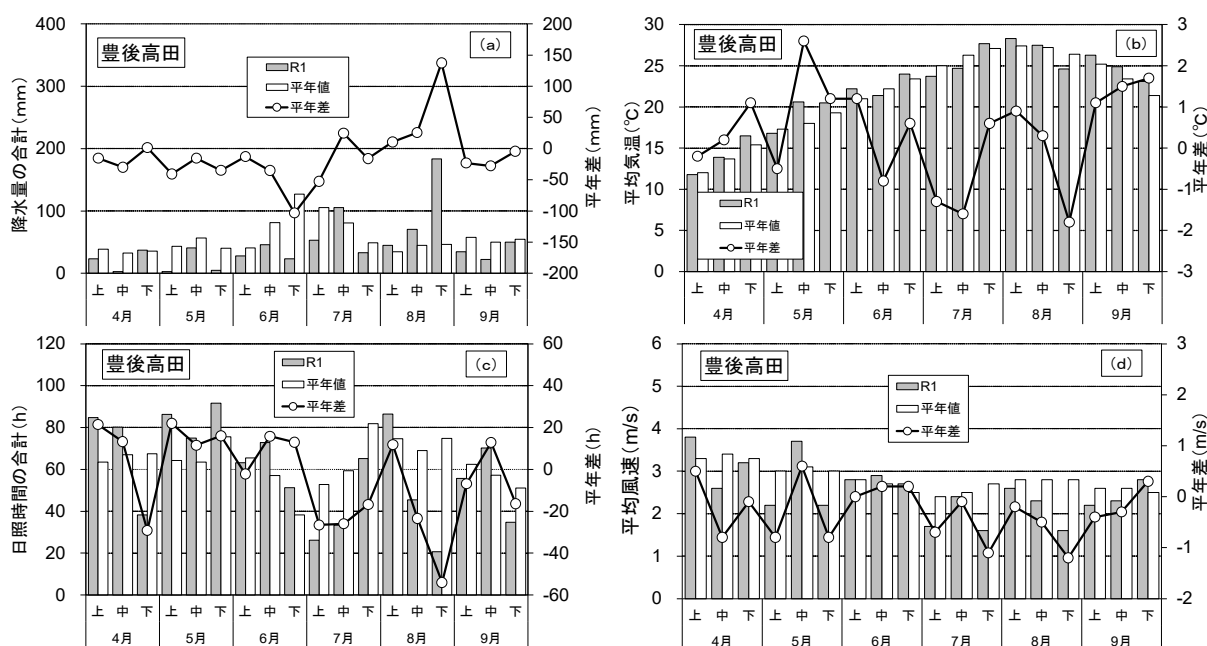 豊後高田
(a)
R1
平年値
平年差
降水量の合計(mm)
平年差(mm)
400
300
200
100
0
200
150
100
50
0
-50
-100
-150
-200
上 中 下 上 中 下 上 中 下 上 中 下 上 中 下 上 中 下
4月 5月 6月 7月 8月 9月
豊後高田
(b)
R1
平年値
平年差
平均気温(℃)
平年差(℃)
30
25
20
15
10
5
0
3
2
1
0
-1
-2
-3
上 中 下 上 中 下 上 中 下 上 中 下 上 中 下 上 中 下
4月 5月 6月 7月 8月 9月
豊後高田
(c)
R1
平年値
平年差
日照時間の合計(h)
平年差(h)
120
100
80
60
40
20
0
60
40
20
0
-20
-40
-60
上 中 下 上 中 下 上 中 下 上 中 下 上 中 下 上 中 下
4月 5月 6月 7月 8月 9月
豊後高田
(d)
R1
平年値
平年差
平均風速(m/s)
平年差(m/s)
6
5
4
3
2
1
0
3
2
1
0
-1
-2
上 中 下 上 中 下 上 中 下 上 中 下 上 中 下 上 中 下
4月 5月 6月 7月 8月 9月